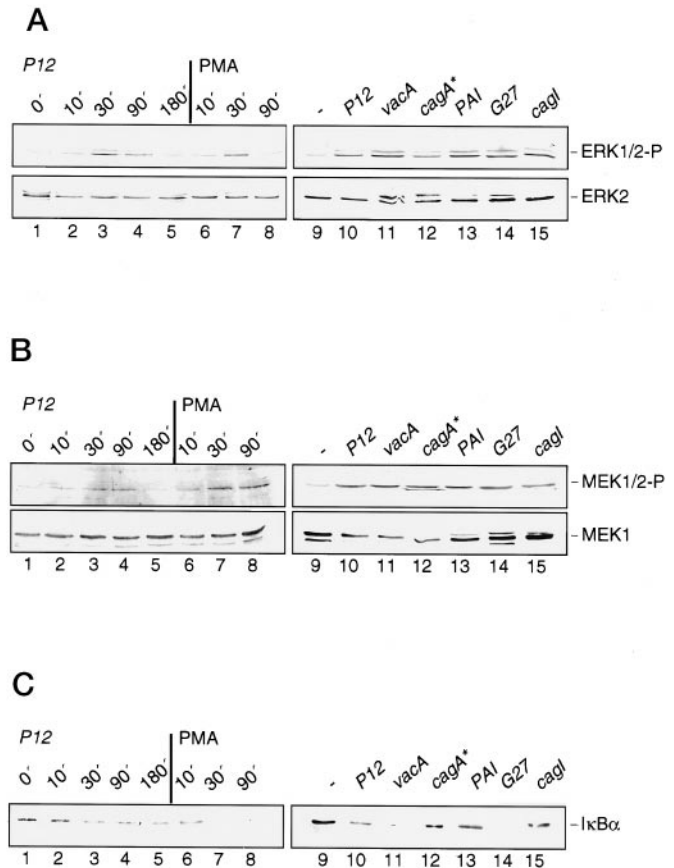 A
P12 PMA
0' 10' 30' 90' 180' 10' 30' 90' - P12 vacA cagA* PAI G27 cagI
ERK1/2-P
ERK2
1 2 3 4 5 6 7 8 9 10 11 12 13 14 15
B
P12 PMA
0' 10' 30' 90' 180' 10' 30' 90' - P12 vacA cagA* PAI G27 cagI
MEK1/2-P
MEK1
1 2 3 4 5 6 7 8 9 10 11 12 13 14 15
C
P12 PMA
0' 10' 30' 90' 180' 10' 30' 90' - P12 vacA cagA* PAI G27 cagI
IκBα
1 2 3 4 5 6 7 8 9 10 11 12 13 14 15